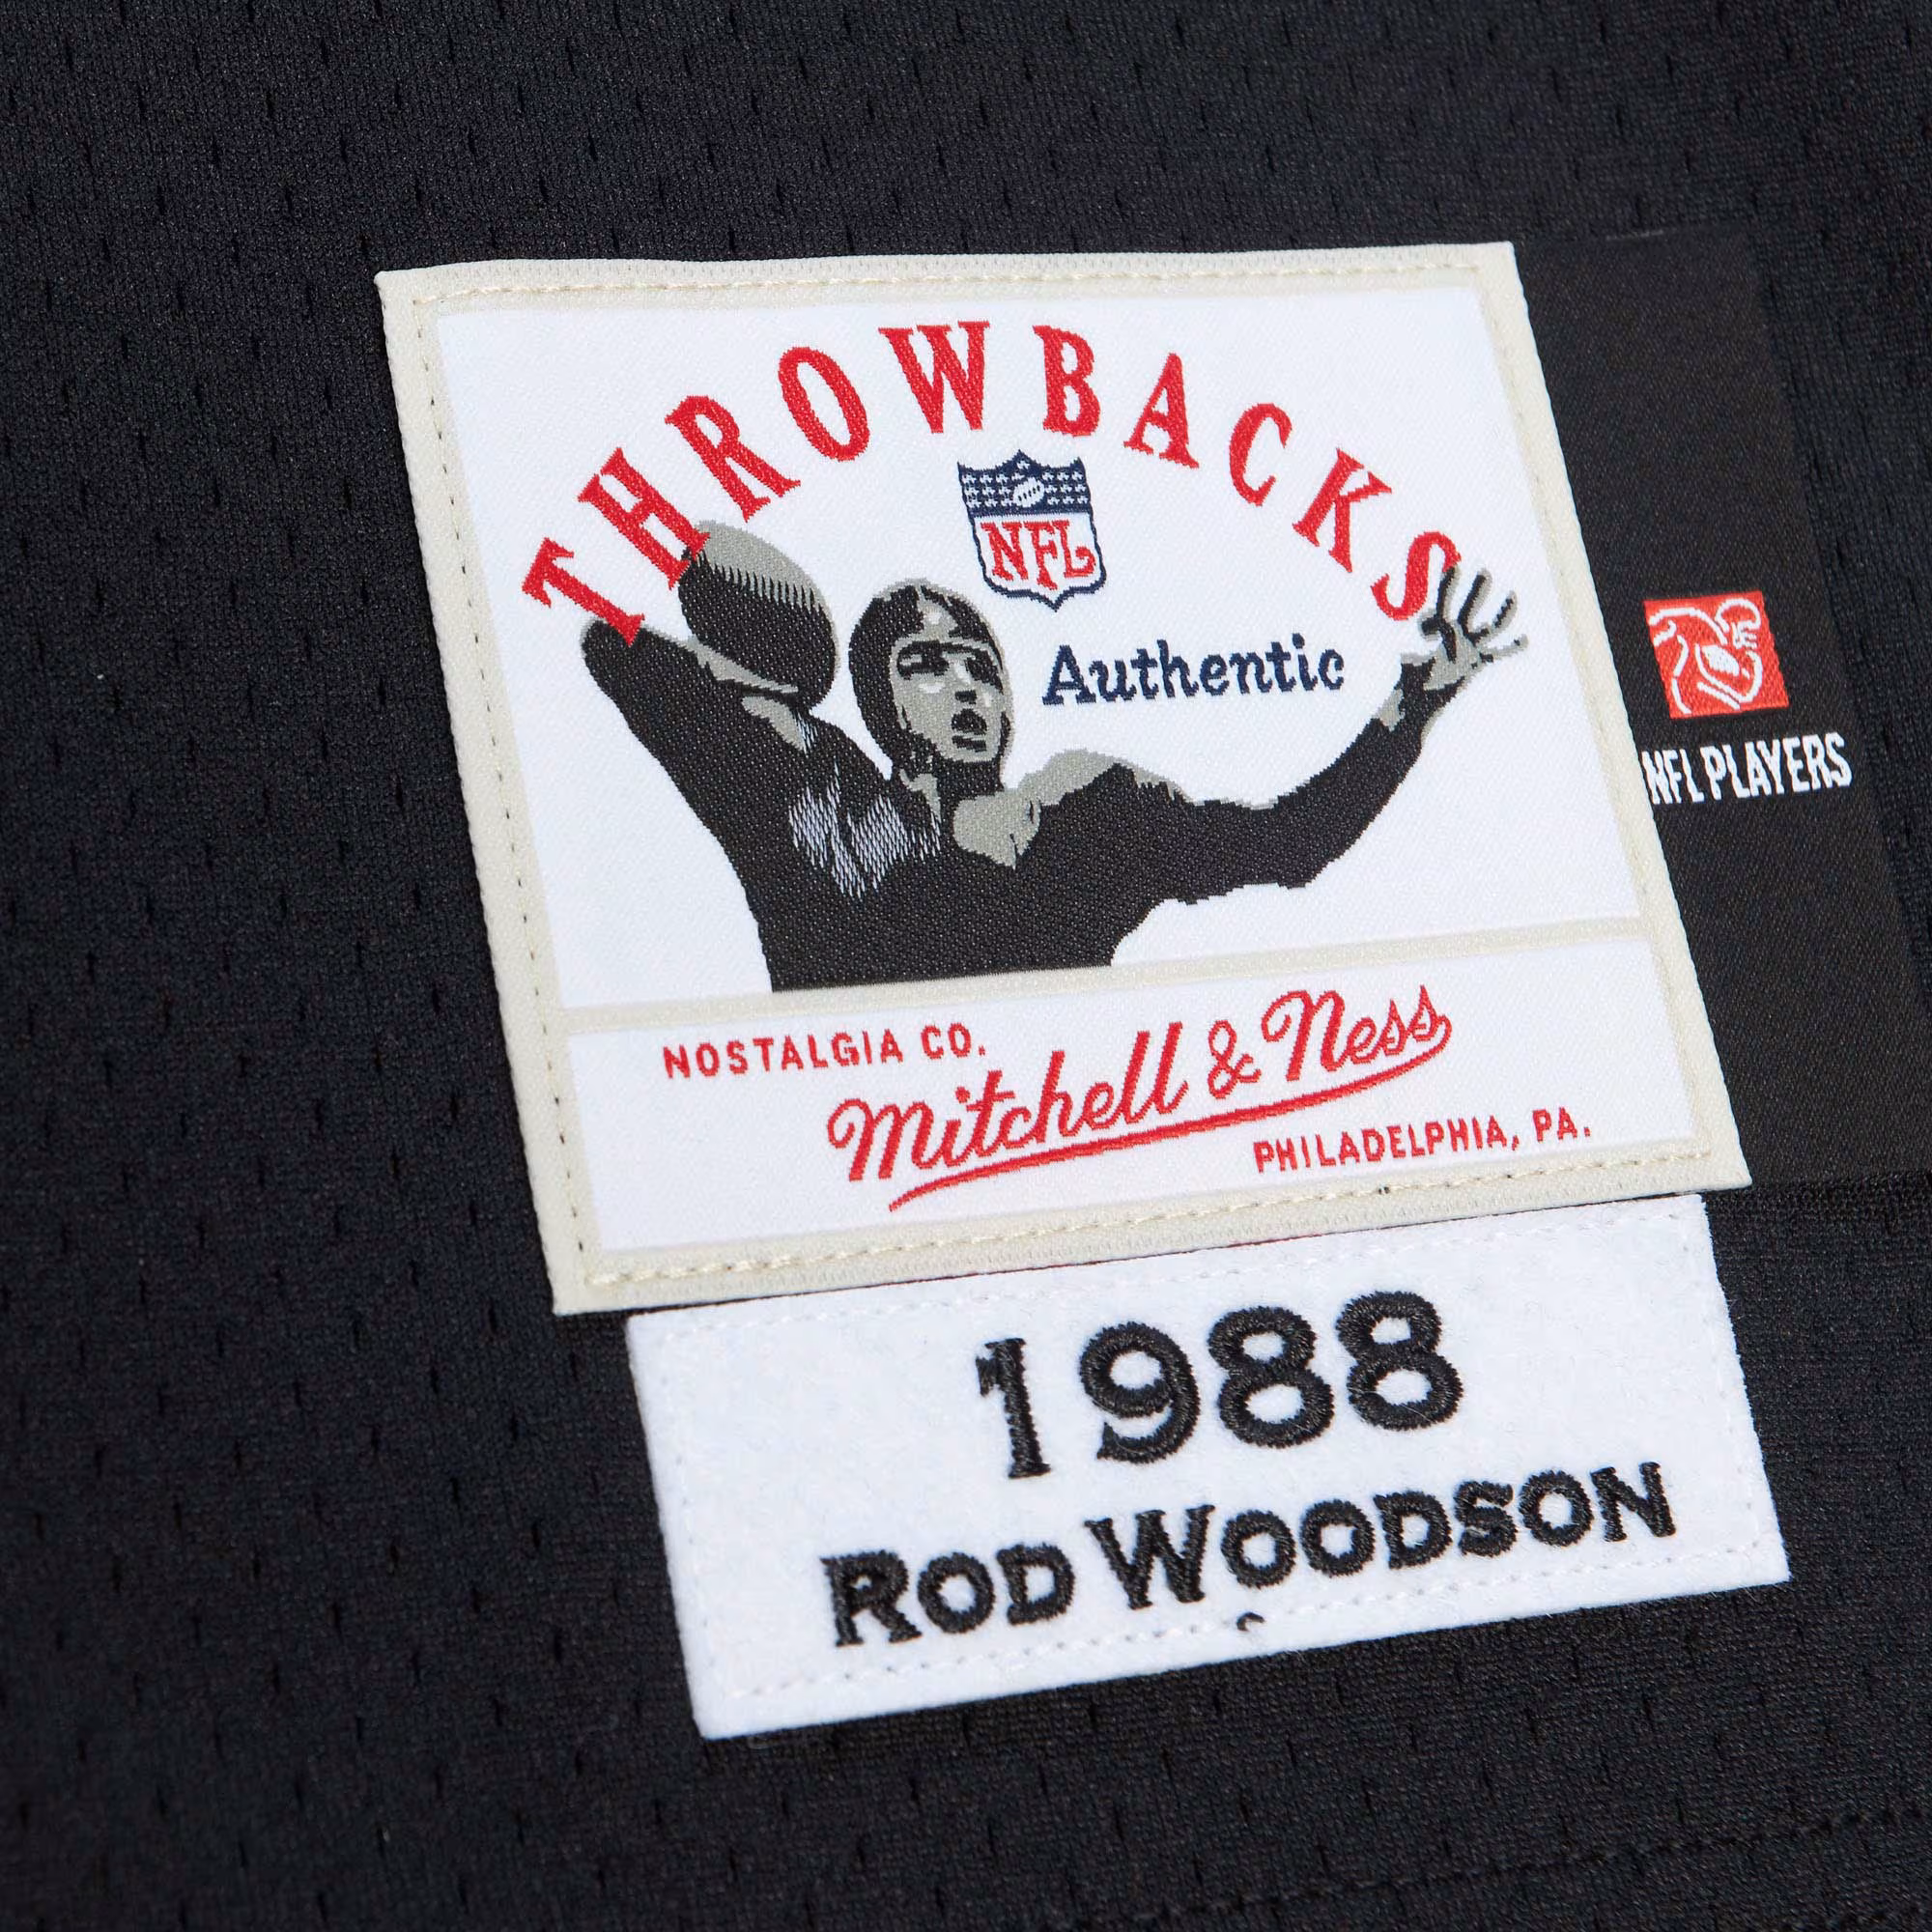 THROWBACKS
NFL
Authentic
NFL PLAYERS
NOSTALGIA CO.
Mitchell & Ness
PHILADELPHIA, PA.
1988
ROD WOODSON